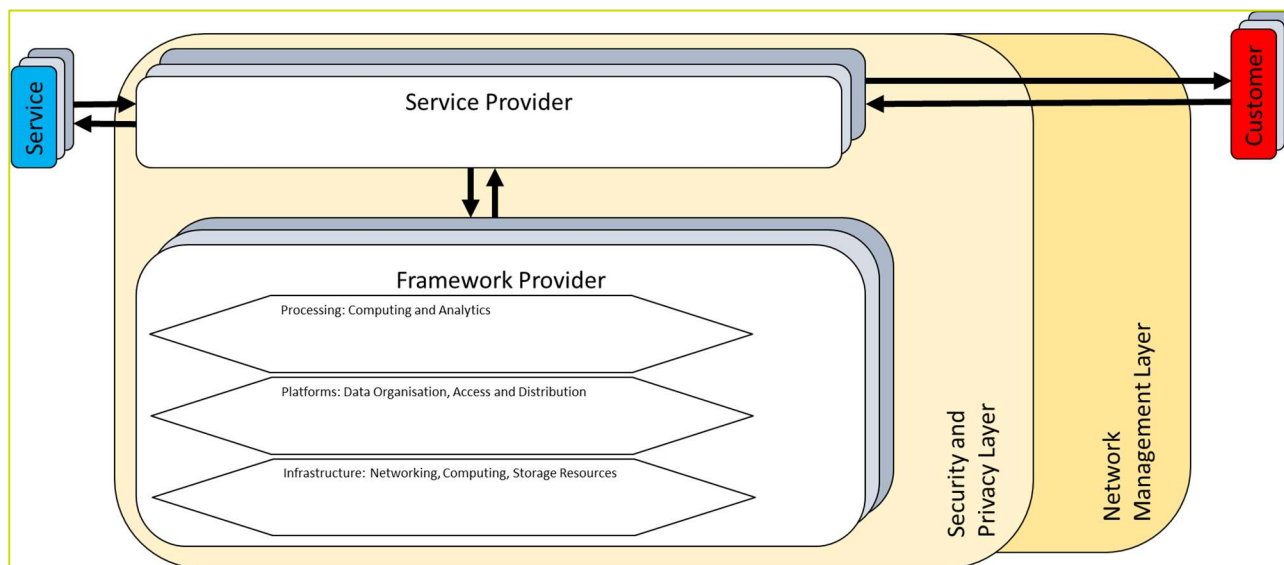 Service
Service Provider
Customer
Framework Provider
Processing: Computing and Analytics
Platforms: Data Organisation, Access and Distribution
Infrastructure: Networking, Computing, Storage Resources
Security and
Privacy Layer
Network
Management Layer